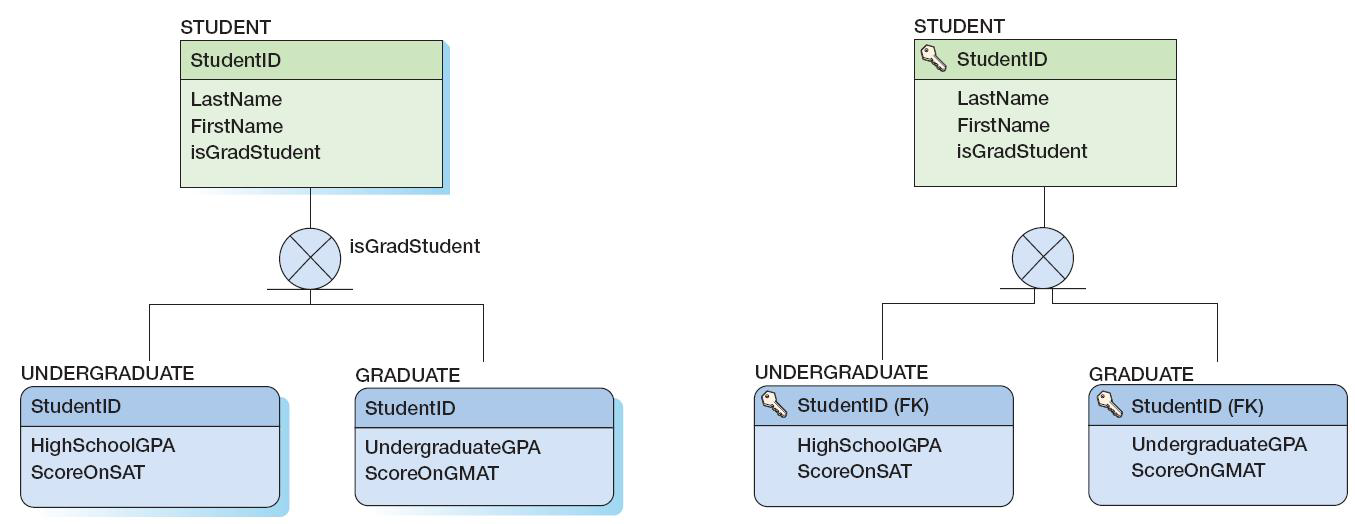 STUDENT
StudentID
LastName
FirstName
isGradStudent
isGradStudent
UNDERGRADUATE
StudentID
HighSchoolGPA
ScoreOnSAT
GRADUATE
StudentID
UndergraduateGPA
ScoreOnGMAT
STUDENT
StudentID
LastName
FirstName
isGradStudent
UNDERGRADUATE
StudentID (FK)
HighSchoolGPA
ScoreOnSAT
GRADUATE
StudentID (FK)
UndergraduateGPA
ScoreOnGMAT